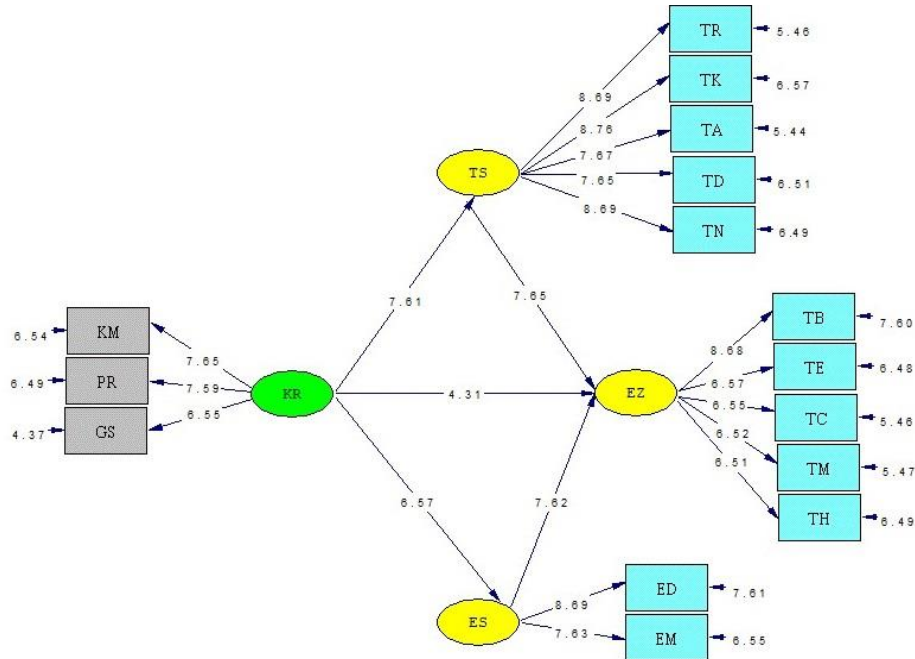 TR
5.46
TK
6.57
8.69
TA
5.44
8.76
7.67
TS
7.65
TD
6.51
8.69
TN
6.49
7.61
7.65
KM
6.54
7.65
PR
6.49
7.59
GS
4.37
6.55
KR
4.31
EZ
TB
7.60
8.68
TE
6.48
6.57
TC
5.46
6.55
6.52
TM
5.47
6.51
TH
6.49
6.57
7.62
ES
ED
7.61
8.69
EM
6.55
7.63